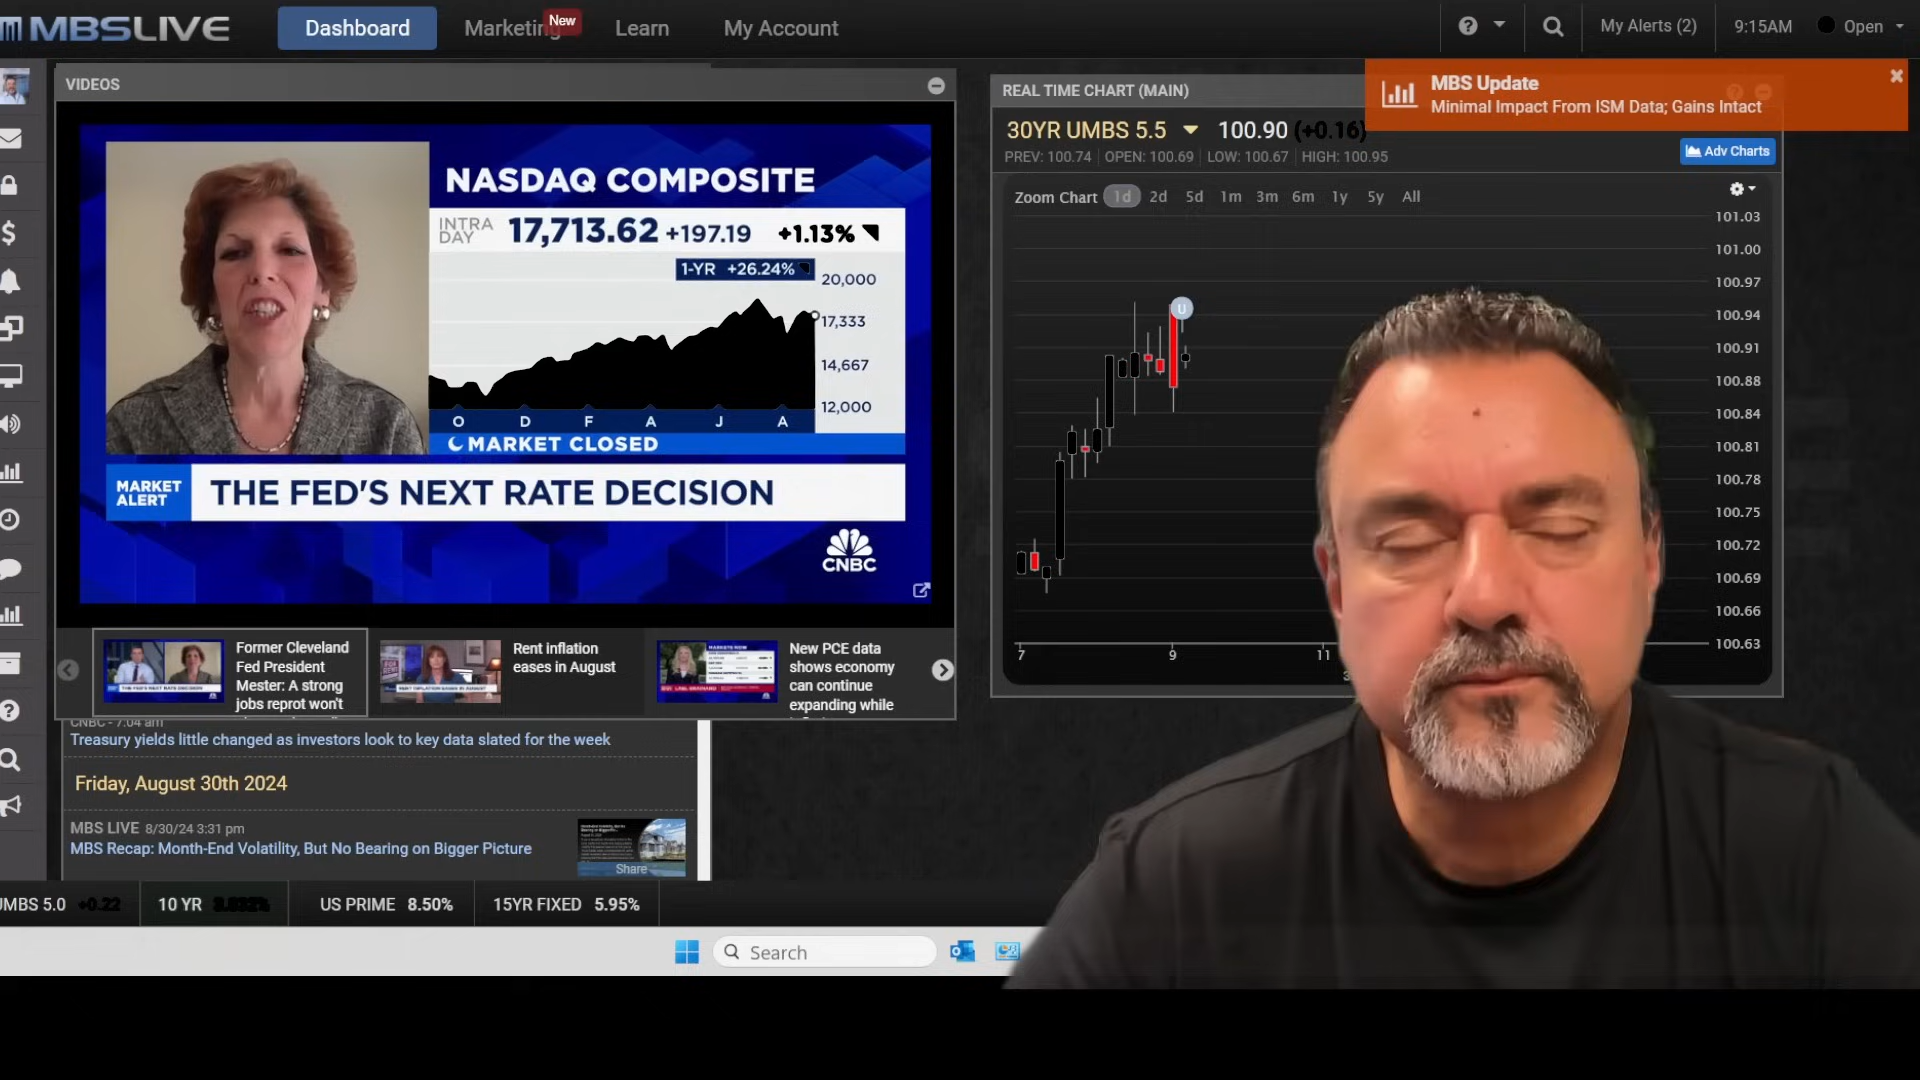 MBSLIVE
Dashboard
Marketing
New
Learn
My Account
My Alerts (2)
9:15AM
Open
VIDEOS
NASDAQ COMPOSITE
INTRA DAY
17,713.62 +197.19 +1.13%
1-YR +26.24%
20,000
17,333
14,667
12,000
O D F A J A
MARKET CLOSED
MARKET ALERT
THE FED'S NEXT RATE DECISION
CNBC
Former Cleveland
Fed President
Mester: A strong
jobs reprot won't
Rent inflation
eases in August
New PCE data
shows economy
can continue
expanding while
CNBC - 7:04 am
Treasury yields little changed as investors look to key data slated for the week
Friday, August 30th 2024
MBS LIVE 8/30/24 3:31 pm
MBS Recap: Month-End Volatility, But No Bearing on Bigger Picture
Share
REAL TIME CHART (MAIN)
MBS Update
Minimal Impact From ISM Data; Gains Intact
30YR UMBS 5.5 100.90 (+0.16)
PREV: 100.74 OPEN: 100.69 LOW: 100.67 HIGH: 100.95
Adv Charts
Zoom Chart 1d 2d 5d 1m 3m 6m 1y 5y All
101.03
101.00
100.97
100.94
100.91
100.88
100.84
100.81
100.78
100.75
100.72
100.69
100.66
100.63
U
7 9 11
UMBS 5.0 +0.22
10 YR
US PRIME 8.50%
15YR FIXED 5.95%
Search